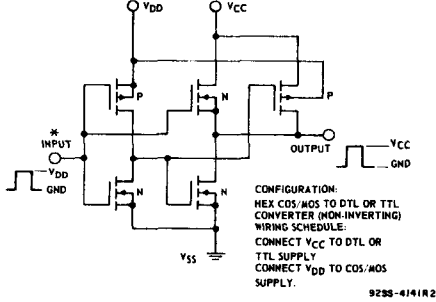 VDD
VCC
P
N
P
*
INPUT
OUTPUT
VDD
GND
VCC
GND
N
N
VSS
CONFIGURATION:
HEX COS/MOS TO DTL OR TTL
CONVERTER (NON-INVERTING)
WIRING SCHEDULE:
CONNECT VCC TO DTL OR
TTL SUPPLY
CONNECT VDD TO COS/MOS
SUPPLY.
92SS-4141R2